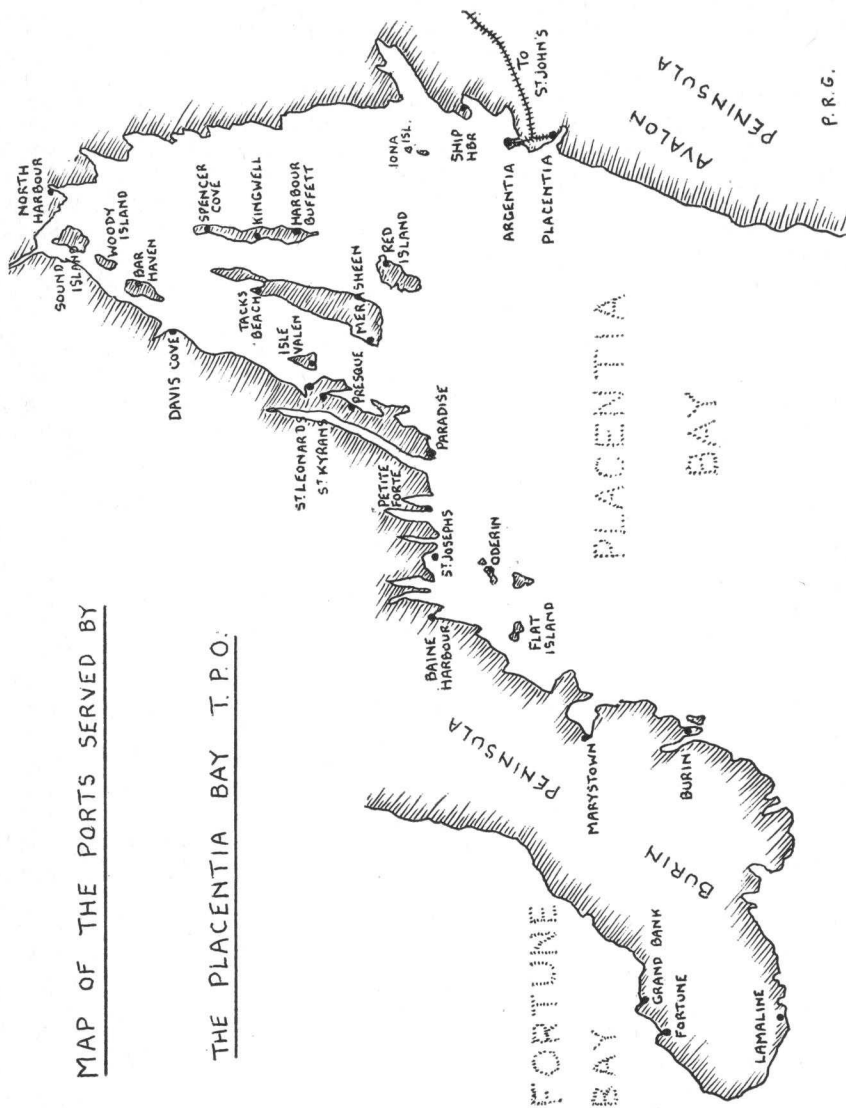 MAP OF THE PORTS SERVED BY
THE PLACENTIA BAY T.P.O.
NORTH
HARBOUR
SOUND
ISLAND
WOODY
ISLAND
BAR
HAVEN
DAVIS COVE
SPENCER
COVE
KINGWELL
HARBOUR
BUFFETT
TACKS
BEACH
MERASHEEN
ISLE
VALEN
RED
ISLAND
IONA
ISL.
SHIP
HBR
TO
ST. JOHN'S
ARGENTIA
PLACENTIA
AVALON
PENINSULA
ST. LEONARDS
ST. KYRANS
PRESQUE
PARADISE
PETITE
FORTE
ST. JOSEPHS
ODERIN
BAINE
HARBOUR
FLAT
ISLAND
PLACENTIA
BAY
MARYSTOWN
BURIN
BURIN
PENINSULA
FORTUNE
BAY
GRAND BANK
FORTUNE
LAMALINE
P.R.G.